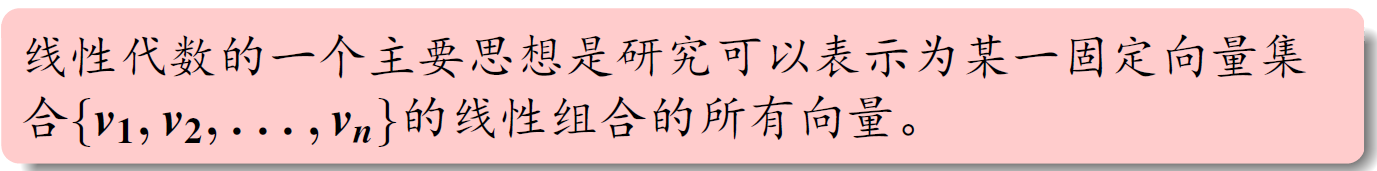 线性代数的一个主要思想是研究可以表示为某一固定向量集
合{v₁, v₂, . . . , vₙ}的线性组合的所有向量。